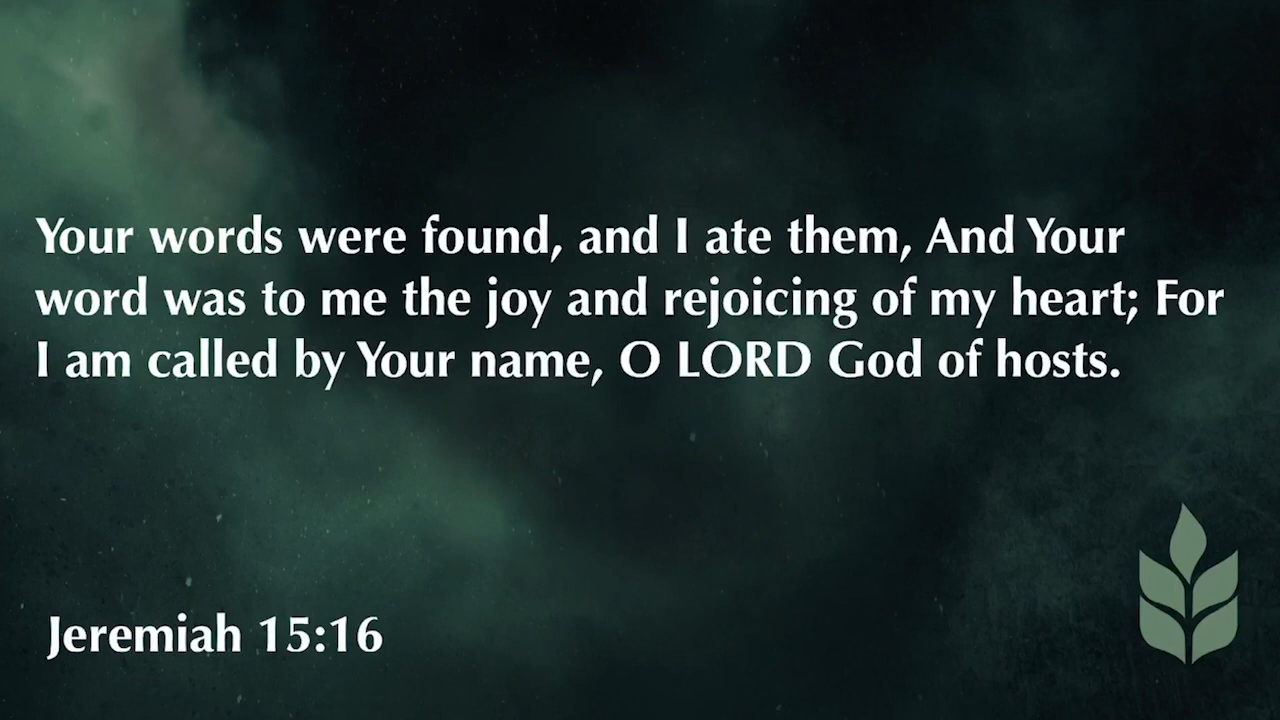 Your words were found, and I ate them, And Your
word was to me the joy and rejoicing of my heart; For
I am called by Your name, O LORD God of hosts.
Jeremiah 15:16